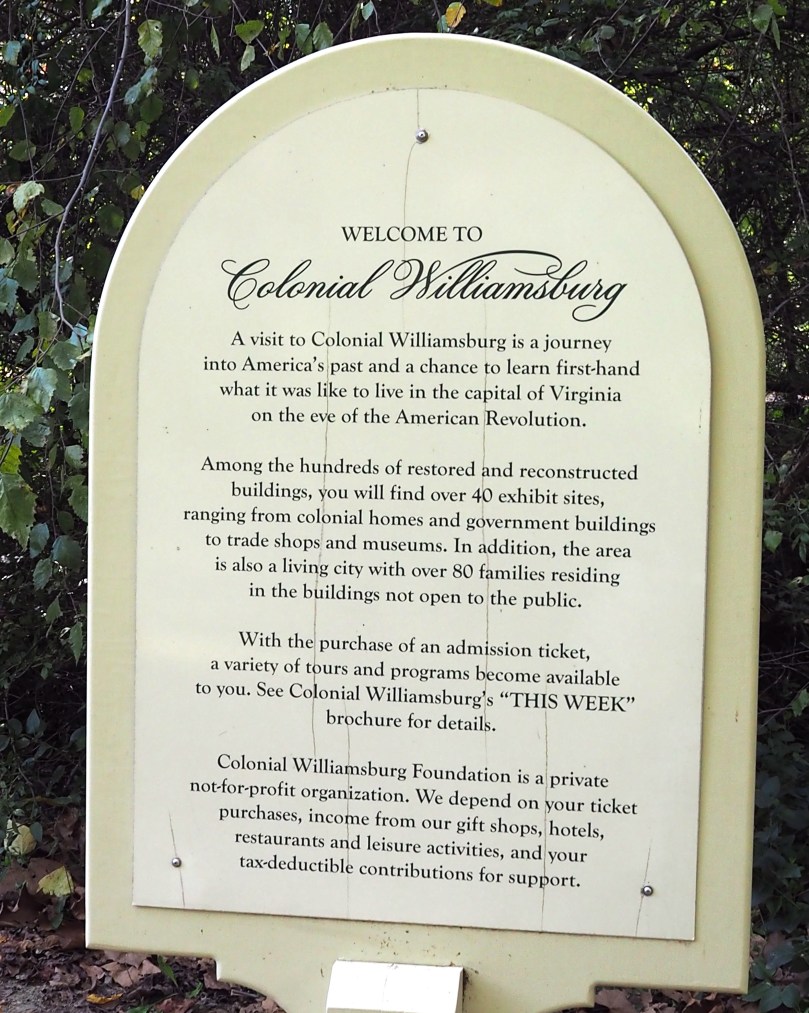 WELCOME TO
Colonial Williamsburg
A visit to Colonial Williamsburg is a journey
into America's past and a chance to learn first-hand
what it was like to live in the capital of Virginia
on the eve of the American Revolution.
Among the hundreds of restored and reconstructed
buildings, you will find over 40 exhibit sites,
ranging from colonial homes and government buildings
to trade shops and museums. In addition, the area
is also a living city with over 80 families residing
in the buildings not open to the public.
With the purchase of an admission ticket,
a variety of tours and programs become available
to you. See Colonial Williamsburg's “THIS WEEK”
brochure for details.
Colonial Williamsburg Foundation is a private
not-for-profit organization. We depend on your ticket
purchases, income from our gift shops, hotels,
restaurants and leisure activities, and your
tax-deductible contributions for support.